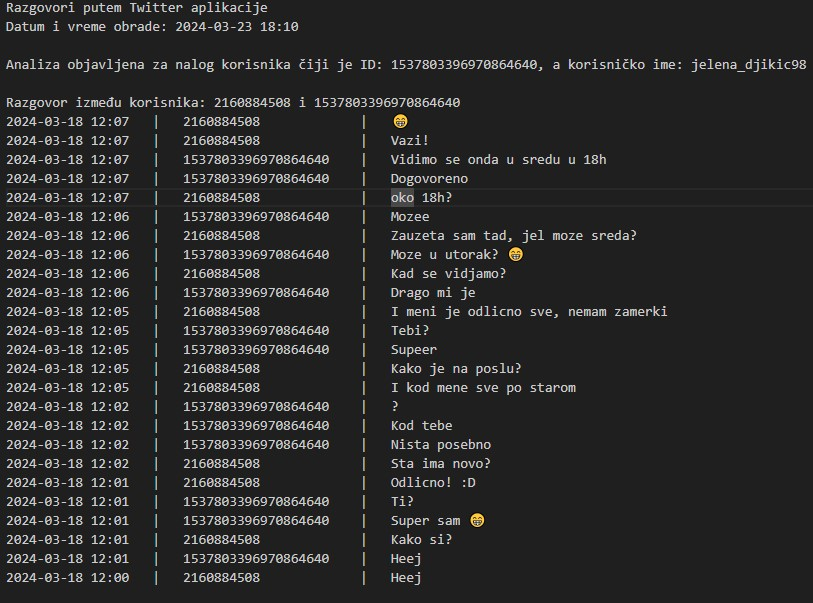 Razgovori putem Twitter aplikacije
Datum i vreme obrade: 2024-03-23 18:10
Analiza objavljena za nalog korisnika čiji je ID: 1537803396970864640, a korisničko ime: jelena_djikic98
Razgovor između korisnika: 2160884508 i 1537803396970864640
2024-03-18 12:07 | 2160884508 | 😁
2024-03-18 12:07 | 2160884508 | Vazi!
2024-03-18 12:07 | 1537803396970864640 | Vidimo se onda u sredu u 18h
2024-03-18 12:07 | 1537803396970864640 | Dogovoreno
2024-03-18 12:07 | 2160884508 | oko 18h?
2024-03-18 12:06 | 1537803396970864640 | Mozee
2024-03-18 12:06 | 2160884508 | Zauzeta sam tad, jel moze sreda?
2024-03-18 12:06 | 1537803396970864640 | Moze u utorak? 😁
2024-03-18 12:06 | 2160884508 | Kad se vidjamo?
2024-03-18 12:06 | 1537803396970864640 | Drago mi je
2024-03-18 12:05 | 2160884508 | I meni je odlicno sve, nemam zamerki
2024-03-18 12:05 | 1537803396970864640 | Tebi?
2024-03-18 12:05 | 1537803396970864640 | Supeer
2024-03-18 12:05 | 2160884508 | Kako je na poslu?
2024-03-18 12:05 | 2160884508 | I kod mene sve po starom
2024-03-18 12:02 | 1537803396970864640 | ?
2024-03-18 12:02 | 1537803396970864640 | Kod tebe
2024-03-18 12:02 | 1537803396970864640 | Nista posebno
2024-03-18 12:02 | 2160884508 | Sta ima novo?
2024-03-18 12:01 | 2160884508 | Odlicno! :D
2024-03-18 12:01 | 1537803396970864640 | Ti?
2024-03-18 12:01 | 1537803396970864640 | Super sam 😁
2024-03-18 12:01 | 2160884508 | Kako si?
2024-03-18 12:01 | 1537803396970864640 | Heej
2024-03-18 12:00 | 2160884508 | Heej